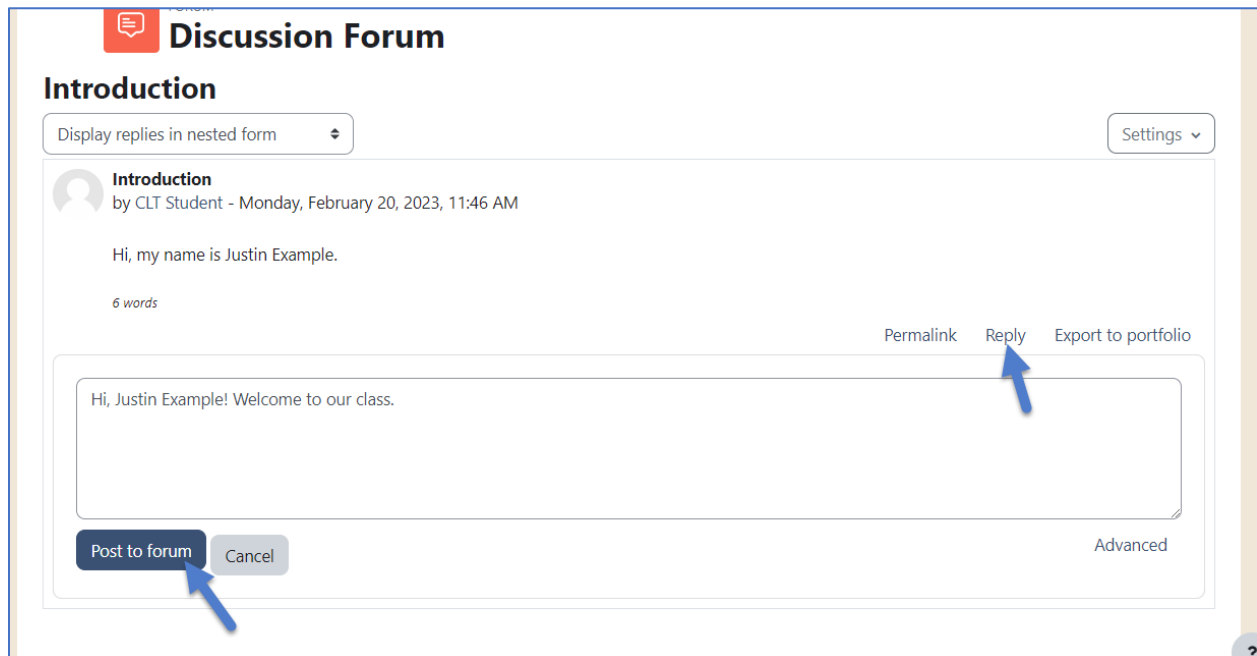 Discussion Forum
Introduction
Display replies in nested form
Settings
Introduction
by CLT Student - Monday, February 20, 2023, 11:46 AM
Hi, my name is Justin Example.
6 words
Permalink Reply Export to portfolio
Hi, Justin Example! Welcome to our class.
Post to forum Cancel Advanced
?